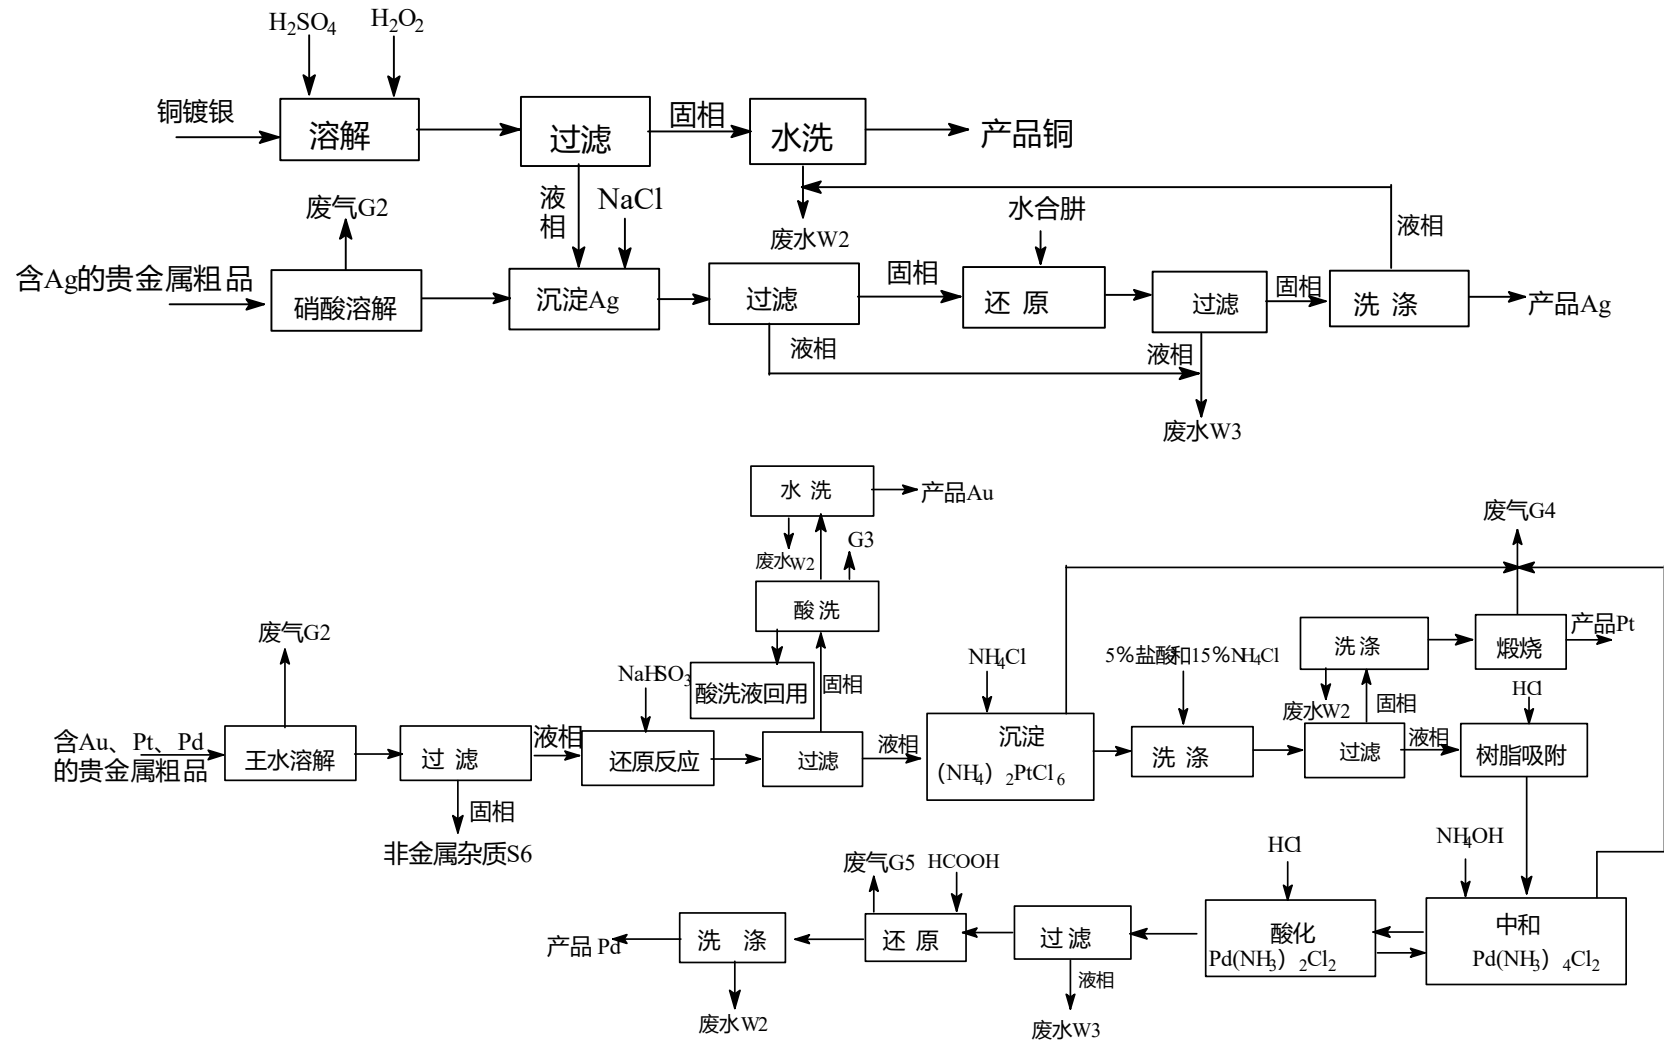 H₂SO₄
H₂O₂
铜镀银
溶解
过滤
固相
水洗
产品铜
液
相
NaCl
废气G2
废水W2
水合肼
液相
含Ag的贵金属粗品
硝酸溶解
沉淀Ag
过滤
固相
还 原
过滤
固相
洗 涤
产品Ag
液相
液相
废水W3
水 洗
产品Au
废水W2
G3
废气G4
酸 洗
废气G2
NaHSO₃
酸洗液回用
固相
NH₄Cl
5%盐酸和15%NH₄Cl
洗 涤
煅烧
产品Pt
废水W2
固相
HCl
含Au、Pt、Pd
的贵金属粗品
王水溶解
过 滤
液相
还原反应
过滤
液相
沉淀
（NH₄）₂PtCl₆
洗 涤
过滤
液相
树脂吸附
固相
非金属杂质S6
废气G5
HCOOH
HCl
NH₄OH
产品 Pd
洗 涤
还 原
过 滤
酸化
Pd(NH₃）₂Cl₂
中和
Pd(NH₃）₄Cl₂
液相
废水W2
废水W3